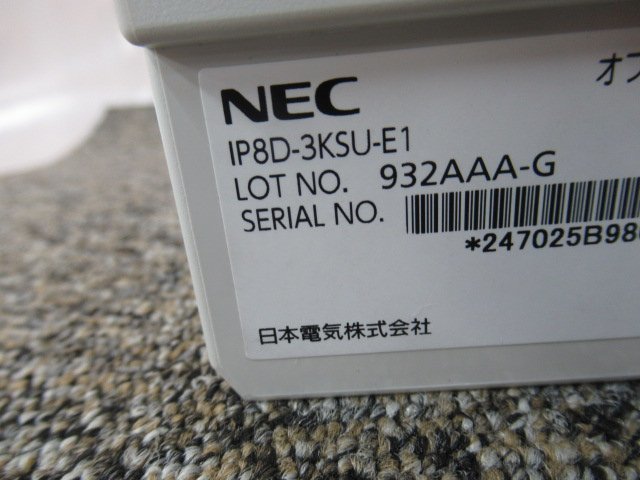 NEC
オフ
IP8D-3KSU-E1
LOT NO. 932AAA-G
SERIAL NO.
*247025B98
日本電気株式会社